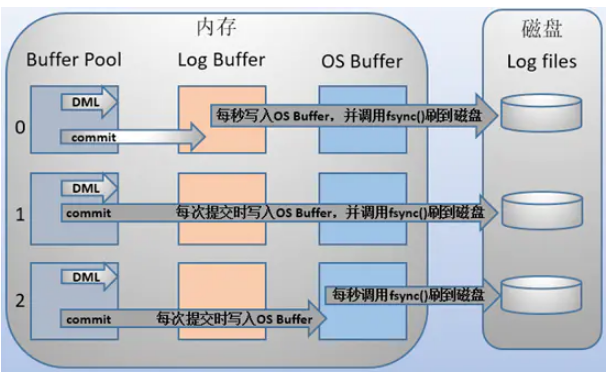 内存
磁盘
Buffer Pool
Log Buffer
OS Buffer
Log files
0
DML
commit
每秒写入OS Buffer，并调用fsync()刷到磁盘
1
DML
commit
每次提交时写入OS Buffer，并调用fsync()刷到磁盘
2
DML
每秒调用fsync()刷到磁盘
commit
每次提交时写入OS Buffer